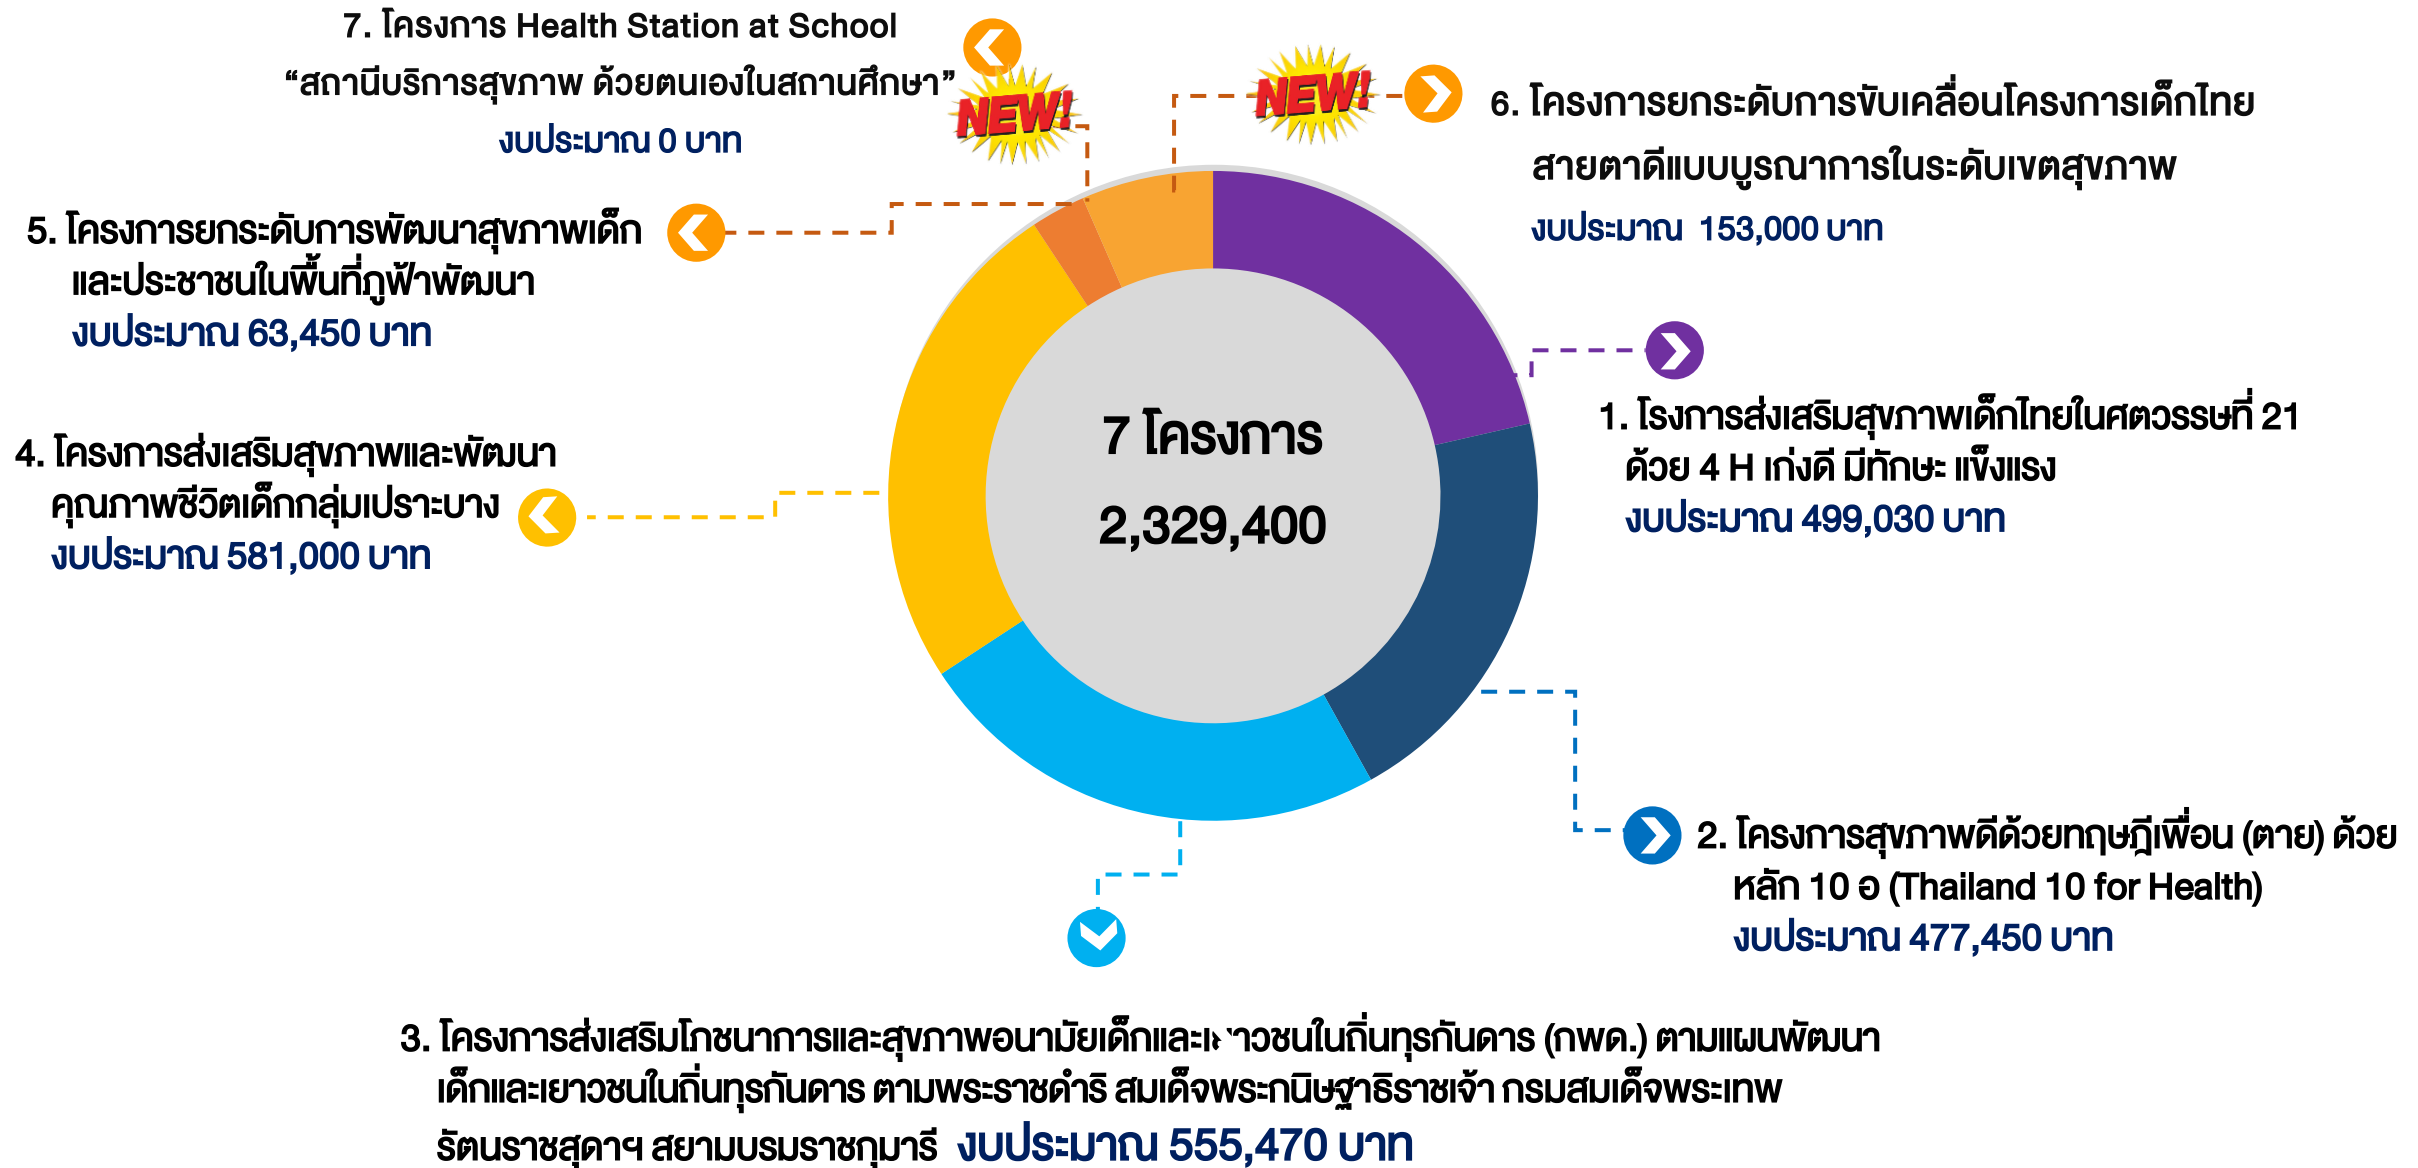 7. โครงการ Health Station at School
“สถานีบริการสุขภาพ ด้วยตนเองในสถานศึกษา”
งบประมาณ 0 บาท
NEW!
NEW!
6. โครงการยกระดับการขับเคลื่อนโครงการเด็กไทย
สายตาดีแบบบูรณาการในระดับเขตสุขภาพ
งบประมาณ 153,000 บาท
5. โครงการยกระดับการพัฒนาสุขภาพเด็ก
และประชาชนในพื้นที่ภูฟ้าพัฒนา
งบประมาณ 63,450 บาท
4. โครงการส่งเสริมสุขภาพและพัฒนา
คุณภาพชีวิตเด็กกลุ่มเปราะบาง
งบประมาณ 581,000 บาท
7 โครงการ
2,329,400
1. โรงการส่งเสริมสุขภาพเด็กไทยในศตวรรษที่ 21
ด้วย 4 H เก่งดี มีทักษะ แข็งแรง
งบประมาณ 499,030 บาท
2. โครงการสุขภาพดีด้วยทฤษฎีเพื่อน (ตาย) ด้วย
หลัก 10 อ (Thailand 10 for Health)
งบประมาณ 477,450 บาท
3. โครงการส่งเสริมโภชนาการและสุขภาพอนามัยเด็กและเยาวชนในถิ่นทุรกันดาร (กพด.) ตามแผนพัฒนา
เด็กและเยาวชนในถิ่นทุรกันดาร ตามพระราชดำริ สมเด็จพระกนิษฐาธิราชเจ้า กรมสมเด็จพระเทพ
รัตนราชสุดาฯ สยามบรมราชกุมารี งบประมาณ 555,470 บาท